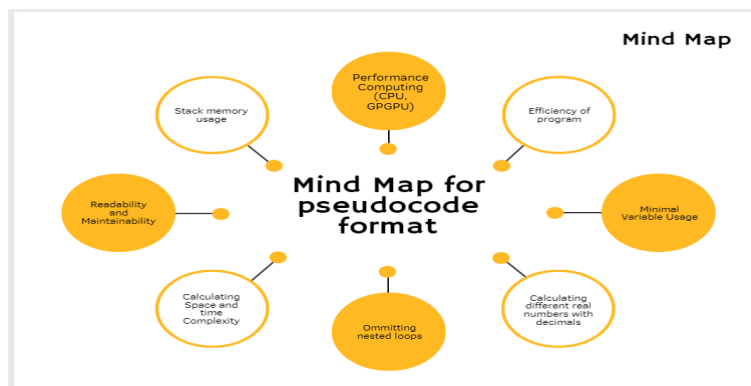 Mind Map
Performance
Computing
(CPU,
GPGPU)
Stack memory
usage
Efficiency of
program
Mind Map for
pseudocode
format
Readability
and
Maintainability
Minimal
Variable Usage
Calculating
Space and
time
Complexity
Ommitting
nested loops
Calculating
different real
numbers with
decimals